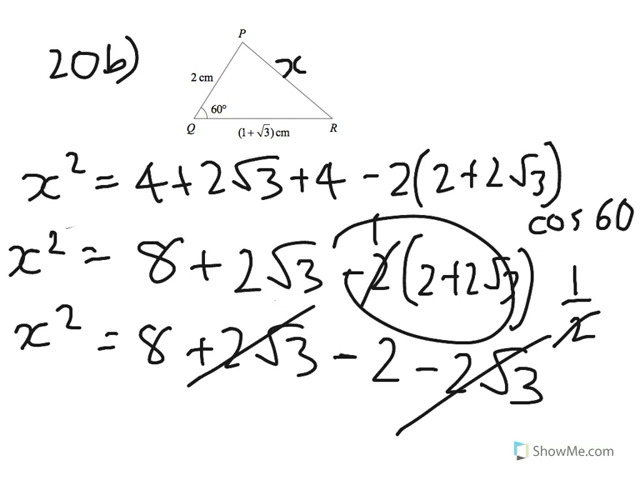 20b)
P
x
2 cm
60°
Q
(1+√3) cm
R
x² = 4 + 2√3 + 4 - 2(2+2√3)
cos 60
x² = 8 + 2√3 - 2(2+2√3) 1/2
1
x² = 8 + 2√3 - 2 - 2√3
ShowMe.com